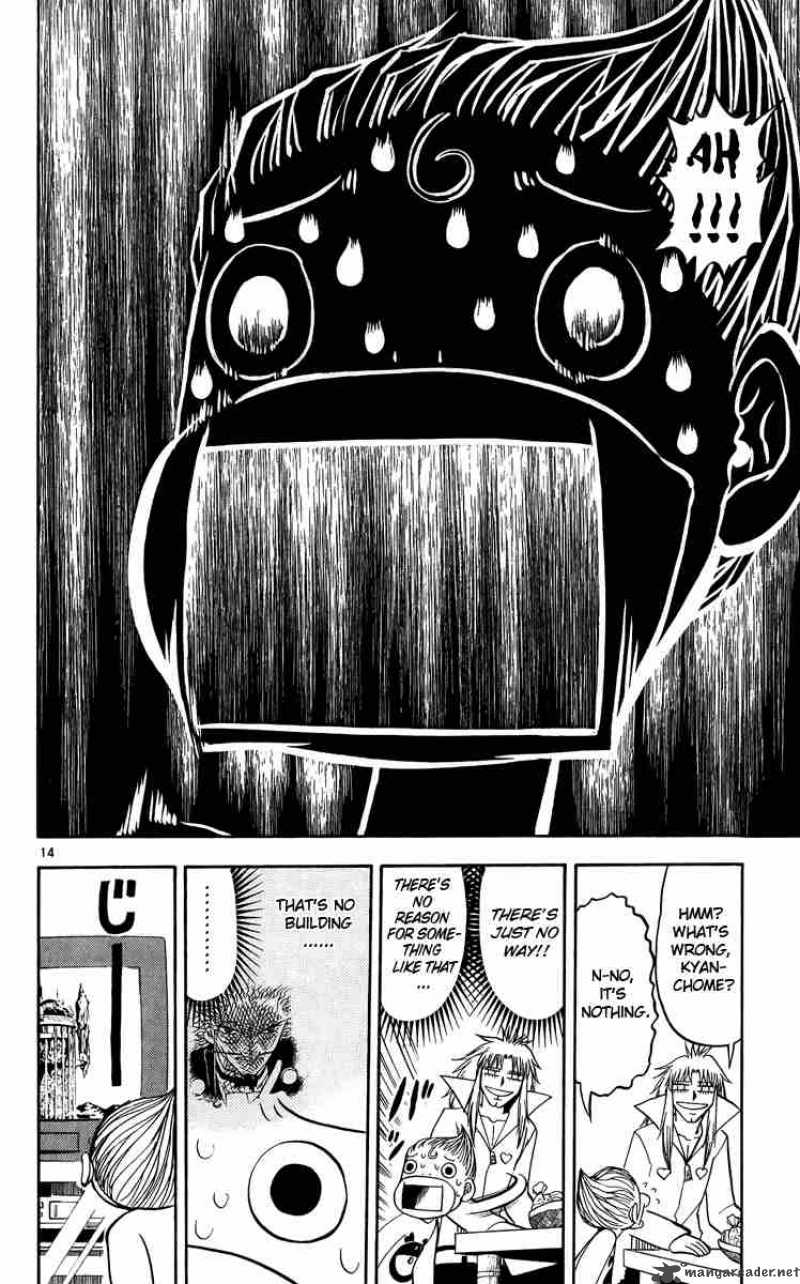 AH
!!!
14
HMM?
WHAT'S
WRONG,
KYAN-
CHOME?
N-NO,
IT'S
NOTHING.
THERE'S
JUST NO
WAY!!
THERE'S
NO
REASON
FOR SOME-
THING
LIKE THAT
...
THAT'S NO
BUILDING
......
............
じー
mangareader.net